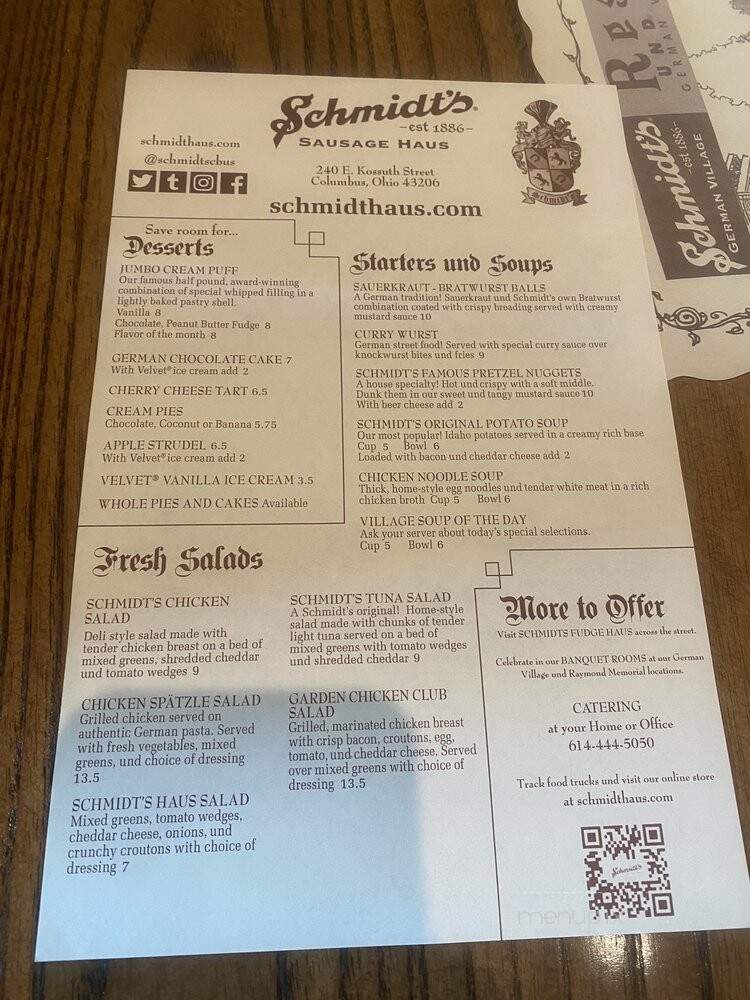 schmidthaus.com
@schmidtscbus
Schmidt's®
-est 1886-
SAUSAGE HAUS
240 E. Kossuth Street
Columbus, Ohio 43206
schmidthaus.com
Schmidt's
Save room for...
Desserts
JUMBO CREAM PUFF
Our famous half pound, award-winning
combination of special whipped filling in a
lightly baked pastry shell.
Vanilla 8
Chocolate, Peanut Butter Fudge 8
Flavor of the month 8
GERMAN CHOCOLATE CAKE 7
With Velvet® ice cream add 2
CHERRY CHEESE TART 6.5
CREAM PIES
Chocolate, Coconut or Banana 5.75
APPLE STRUDEL 6.5
With Velvet® ice cream add 2
VELVET® VANILLA ICE CREAM 3.5
WHOLE PIES AND CAKES Available
Starters und Soups
SAUERKRAUT - BRATWURST BALLS
A German tradition! Sauerkraut und Schmidt's own Bratwurst
combination coated with crispy breading served with creamy
mustard sauce 10
CURRY WURST
German street food! Served with special curry sauce over
knockwurst bites und fries 9
SCHMIDT'S FAMOUS PRETZEL NUGGETS
A house specialty! Hot und crispy with a soft middle.
Dunk them in our sweet und tangy mustard sauce 10
With beer cheese add 2
SCHMIDT'S ORIGINAL POTATO SOUP
Our most popular! Idaho potatoes served in a creamy rich base
Cup 5 Bowl 6
Loaded with bacon und cheddar cheese add 2
CHICKEN NOODLE SOUP
Thick, home-style egg noodles und tender white meat in a rich
chicken broth Cup 5 Bowl 6
VILLAGE SOUP OF THE DAY
Ask your server about today's special selections.
Cup 5 Bowl 6
Fresh Salads
SCHMIDT'S CHICKEN
SALAD
Deli style salad made with
tender chicken breast on a bed of
mixed greens, shredded cheddar
und tomato wedges 9
CHICKEN SPÄTZLE SALAD
Grilled chicken served on
authentic German pasta. Served
with fresh vegetables, mixed
greens, und choice of dressing
13.5
SCHMIDT'S HAUS SALAD
Mixed greens, tomato wedges,
cheddar cheese, onions, und
crunchy croutons with choice of
dressing 7
SCHMIDT'S TUNA SALAD
A Schmidt's original! Home-style
salad made with chunks of tender
light tuna served on a bed of
mixed greens with tomato wedges
und shredded cheddar 9
GARDEN CHICKEN CLUB
SALAD
Grilled, marinated chicken breast
with crisp bacon, croutons, egg,
tomato, und cheddar cheese. Served
over mixed greens with choice of
dressing 13.5
More to Offer
Visit SCHMIDTS FUDGE HAUS across the street.
Celebrate in our BANQUET ROOMS at our German
Village und Raymond Memorial locations.
CATERING
at your Home or Office
614-444-5050
Track food trucks und visit our online store
at schmidthaus.com
Schmidt's
Schmidt's
-est 1886-
GERMAN VILLAGE
UND